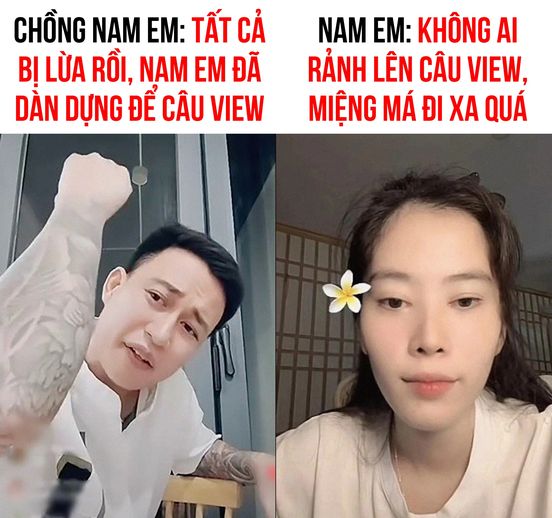 CHỒNG NAM EM: TẤT CẢ
BỊ LỪA RỒI, NAM EM ĐÃ
DÀN DỰNG ĐỂ CÂU VIEW
NAM EM: KHÔNG AI
RẢNH LÊN CÂU VIEW,
MIỆNG MÁ ĐI XA QUÁ